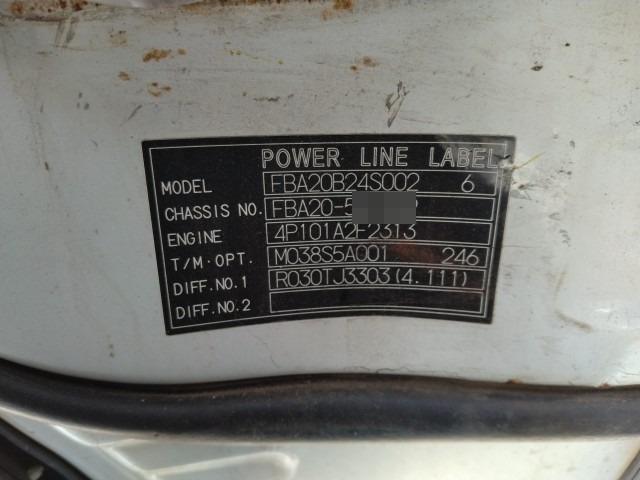 POWER LINE LABEL
MODEL FBA20B24S002 6
CHASSIS NO. FBA20-5
ENGINE 4P101A2F2313
T/M·OPT. M038S5A001 246
DIFF.NO.1 R030TJ3303(4.111)
DIFF.NO.2